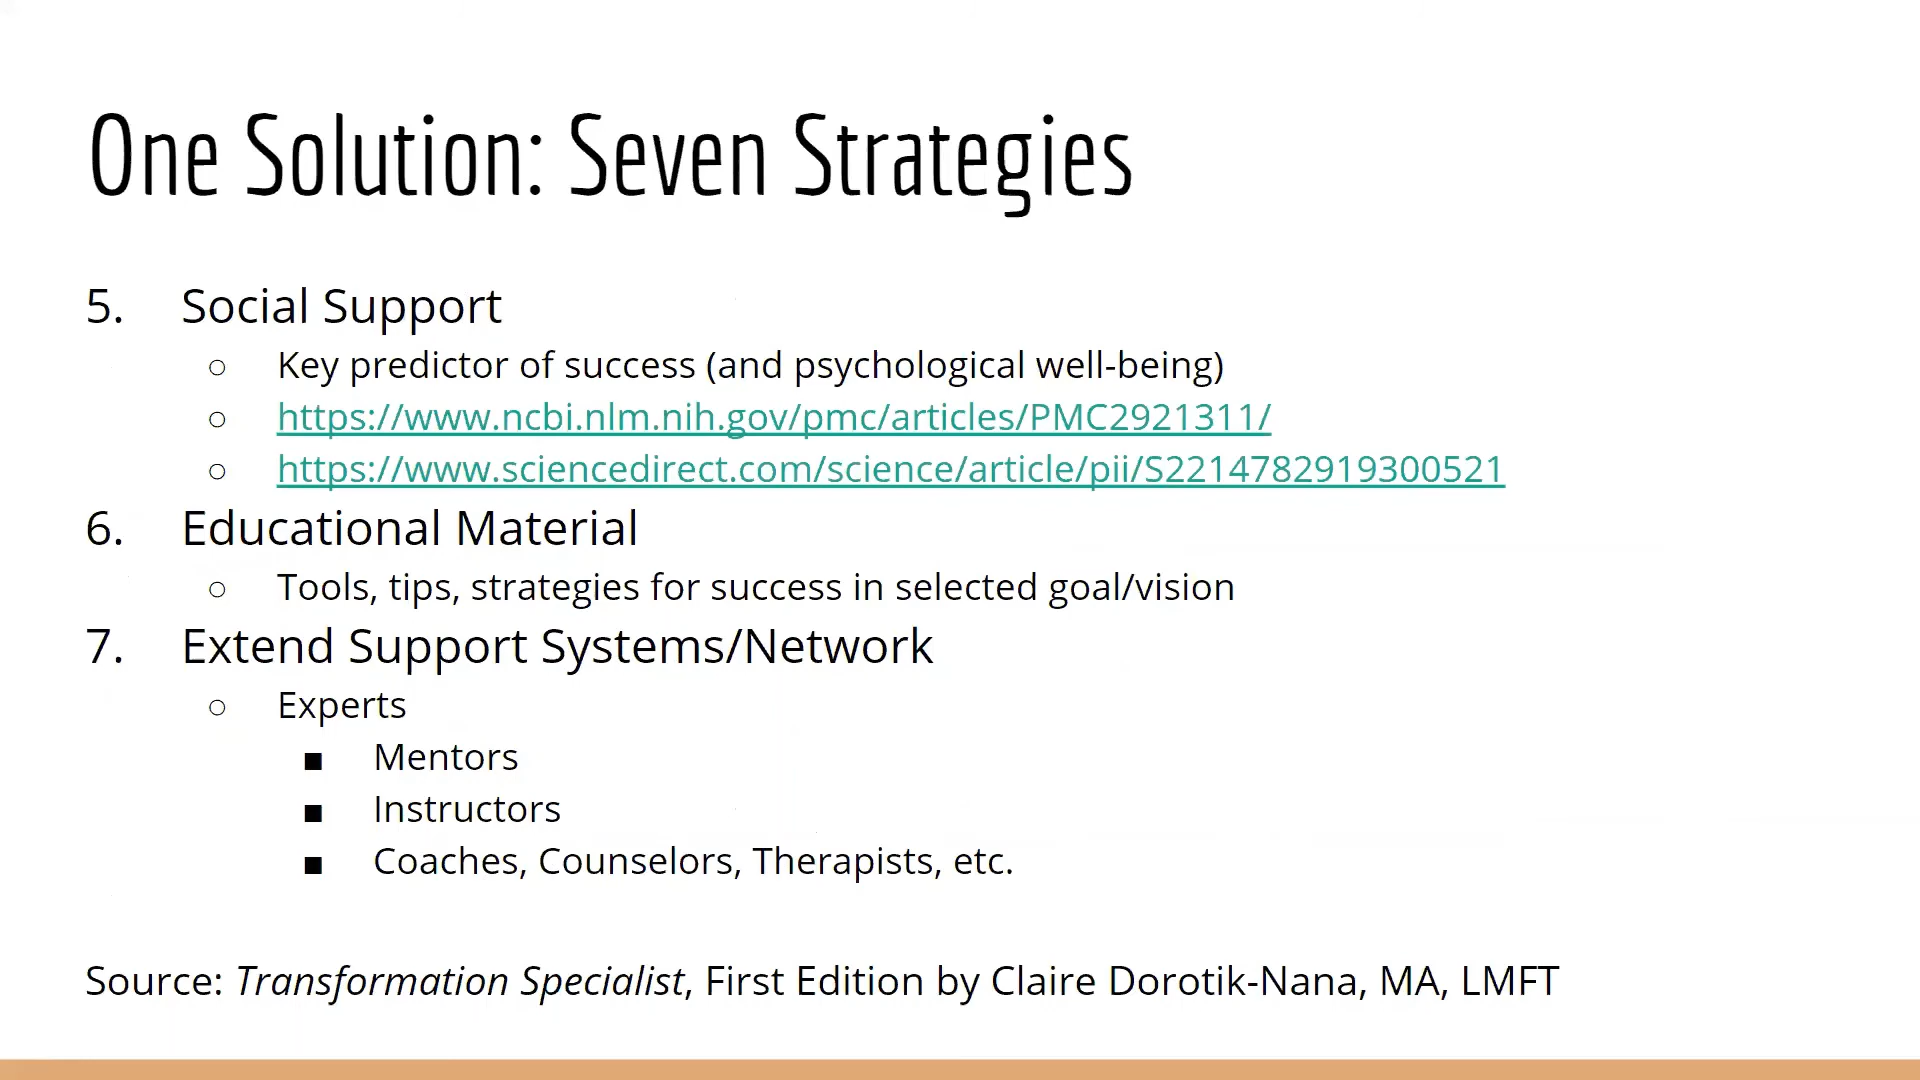 One Solution: Seven Strategies
5. Social Support
○ Key predictor of success (and psychological well-being)
○ https://www.ncbi.nlm.nih.gov/pmc/articles/PMC2921311/
○ https://www.sciencedirect.com/science/article/pii/S2214782919300521
6. Educational Material
○ Tools, tips, strategies for success in selected goal/vision
7. Extend Support Systems/Network
○ Experts
■ Mentors
■ Instructors
■ Coaches, Counselors, Therapists, etc.
Source: Transformation Specialist, First Edition by Claire Dorotik-Nana, MA, LMFT